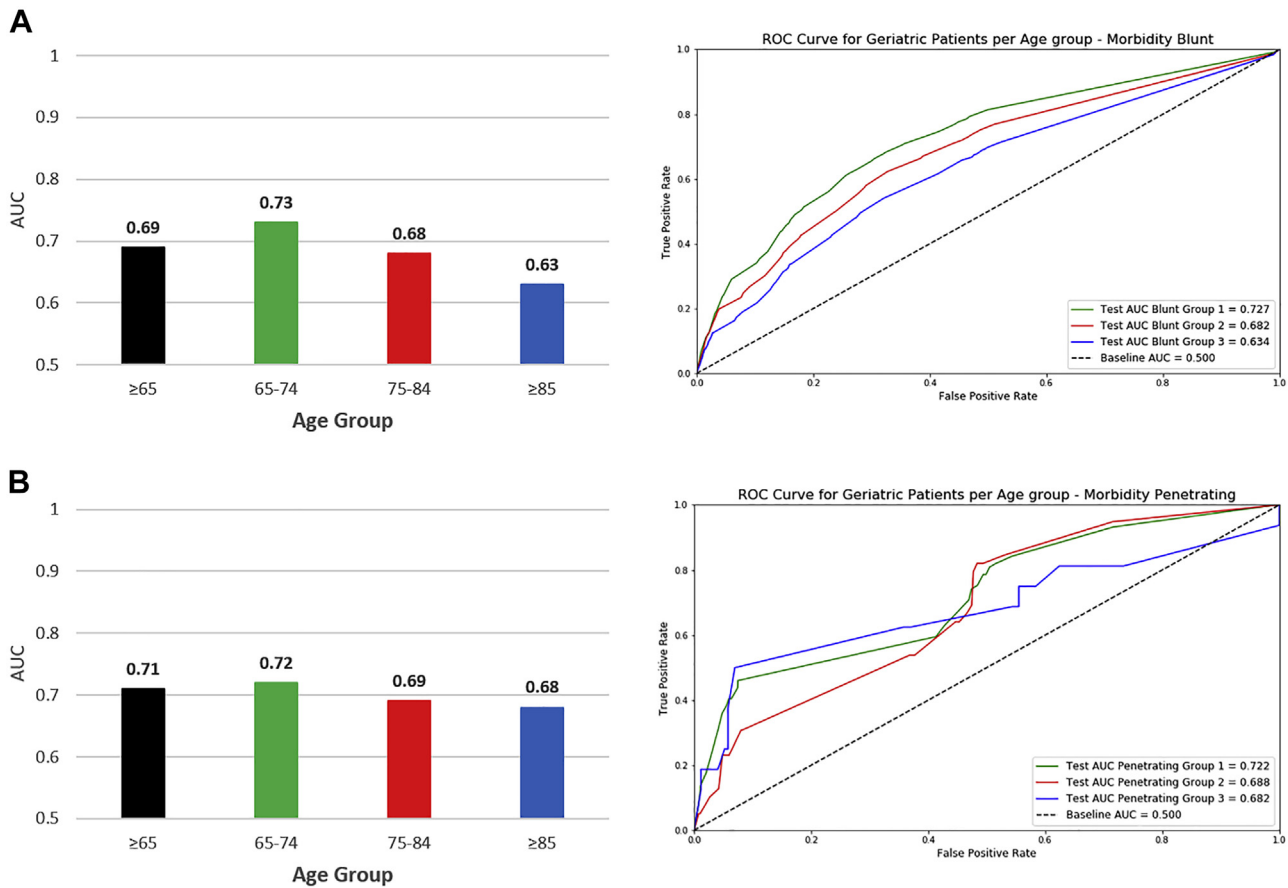 A
1
0.9
0.8
0.7
0.6
0.5
AUC
0.69
0.73
0.68
0.63
≥65
65-74
75-84
≥85
Age Group
ROC Curve for Geriatric Patients per Age group - Morbidity Blunt
1.0
0.8
0.6
0.4
0.2
0.0
True Positive Rate
Test AUC Blunt Group 1 = 0.727
Test AUC Blunt Group 2 = 0.682
Test AUC Blunt Group 3 = 0.634
Baseline AUC = 0.500
0.0 0.2 0.4 0.6 0.8 1.0
False Positive Rate
B
1
0.9
0.8
0.7
0.6
0.5
AUC
0.71
0.72
0.69
0.68
≥65
65-74
75-84
≥85
Age Group
ROC Curve for Geriatric Patients per Age group - Morbidity Penetrating
1.0
0.8
0.6
0.4
0.2
0.0
True Positive Rate
Test AUC Penetrating Group 1 = 0.722
Test AUC Penetrating Group 2 = 0.688
Test AUC Penetrating Group 3 = 0.682
Baseline AUC = 0.500
0.0 0.2 0.4 0.6 0.8 1.0
False Positive Rate